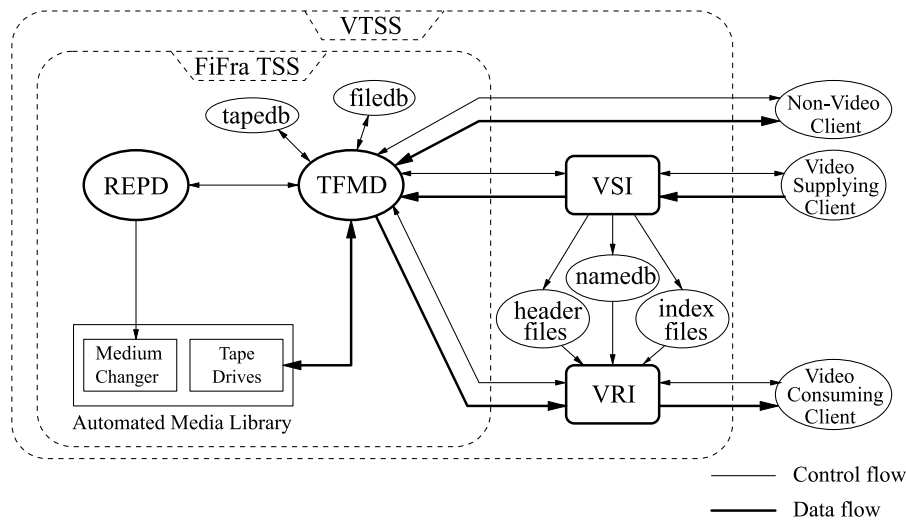 VTSS
FiFra TSS
filedb
tapedb
Non-Video
Client
REPD
TFMD
VSI
Video
Supplying
Client
namedb
header
files
index
files
Medium
Changer
Tape
Drives
VRI
Video
Consuming
Client
Automated Media Library
Control flow
Data flow